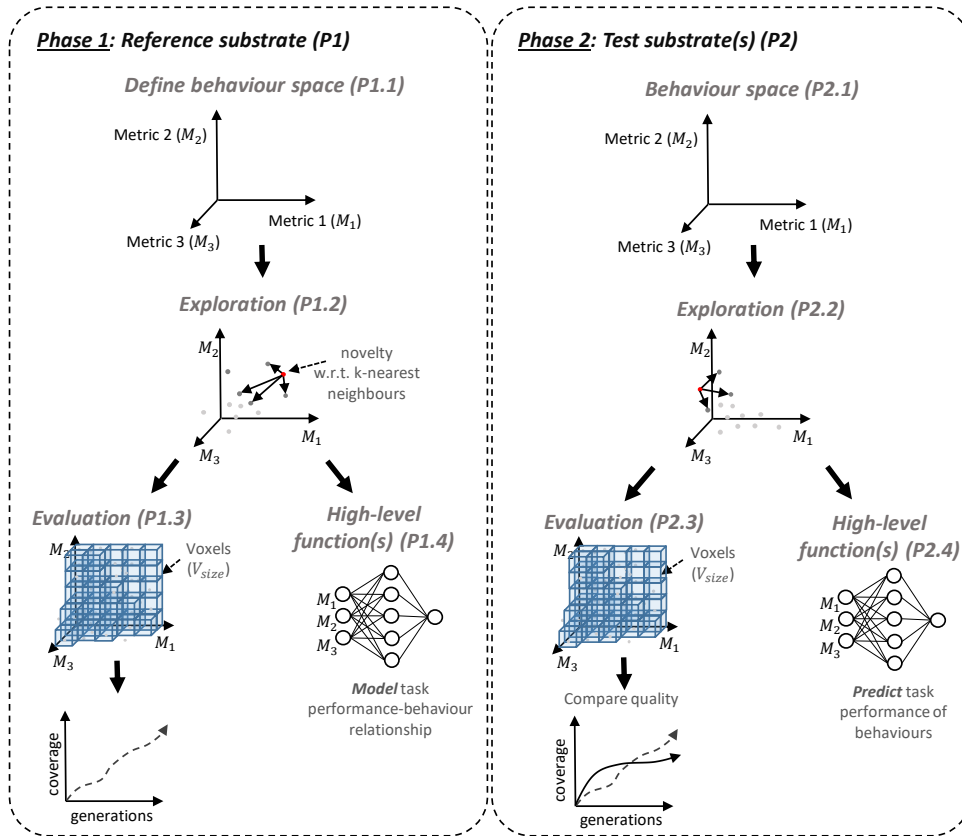 Phase 1: Reference substrate (P1)
Define behaviour space (P1.1)
Metric 2 (M₂)
Metric 1 (M₁)
Metric 3 (M₃)
Exploration (P1.2)
M₂
novelty
w.r.t. k-nearest
neighbours
M₁
M₃
Evaluation (P1.3)
M₂
Voxels
(V_size)
M₁
M₃
High-level
function(s) (P1.4)
M₁
M₂
M₃
Model task
performance-behaviour
relationship
coverage
generations
Phase 2: Test substrate(s) (P2)
Behaviour space (P2.1)
Metric 2 (M₂)
Metric 1 (M₁)
Metric 3 (M₃)
Exploration (P2.2)
M₂
M₁
M₃
Evaluation (P2.3)
M₂
Voxels
(V_size)
M₁
M₃
High-level
function(s) (P2.4)
M₁
M₂
M₃
Predict task
performance of
behaviours
Compare quality
coverage
generations